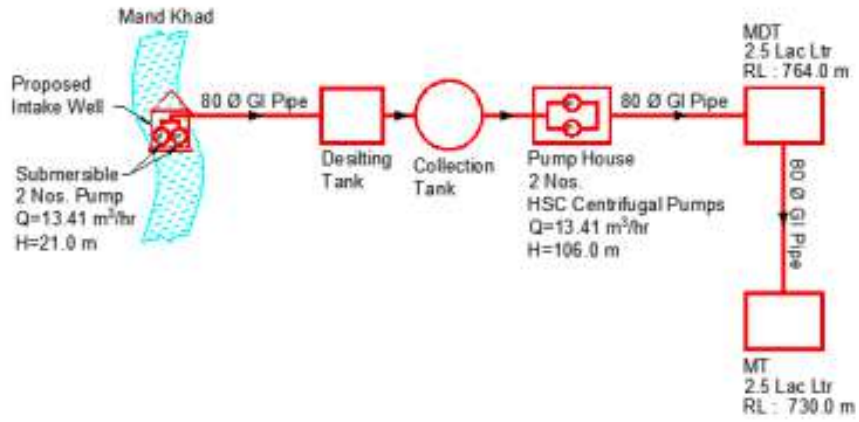 Mand Khad
Proposed
Intake Well
Submersible
2 Nos. Pump
Q=13.41 m³/hr
H=21.0 m
80 Ø GI Pipe
Desilting
Tank
Collection
Tank
Pump House
2 Nos.
HSC Centrifugal Pumps
Q=13.41 m³/hr
H=106.0 m
80 Ø GI Pipe
MDT
2.5 Lac Ltr
RL : 764.0 m
80 Ø GI Pipe
MT
2.5 Lac Ltr
RL : 730.0 m